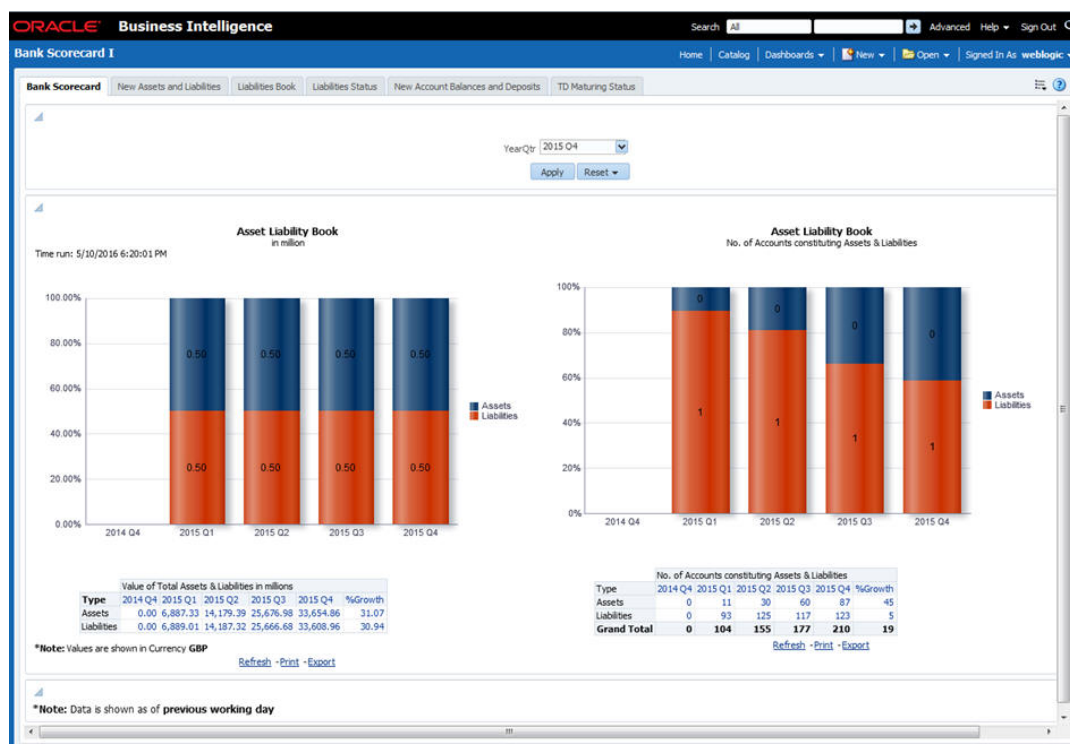 ORACLE Business Intelligence Search All Advanced Help Sign Out
Bank Scorecard I Home Catalog Dashboards New Open Signed In As weblogic
Bank Scorecard New Assets and Liabilities Liabilities Book Liabilities Status New Account Balances and Deposits TD Maturing Status
YearQtr 2015 Q4
Apply Reset
Asset Liability Book
in million
Time run: 5/10/2016 6:20:01 PM
100.00%
80.00%
60.00%
40.00%
20.00%
0.00%
0.50 0.50 0.50 0.50
0.50 0.50 0.50 0.50
2014 Q4 2015 Q1 2015 Q2 2015 Q3 2015 Q4
Assets
Liabilities
Value of Total Assets & Liabilities in millions
Type 2014 Q4 2015 Q1 2015 Q2 2015 Q3 2015 Q4 %Growth
Assets 0.00 6,887.33 14,179.39 25,676.98 33,654.86 31.07
Liabilities 0.00 6,889.01 14,187.32 25,666.68 33,608.96 30.94
*Note: Values are shown in Currency GBP
Refresh - Print - Export
Asset Liability Book
No. of Accounts constituting Assets & Liabilities
100%
80%
60%
40%
20%
0%
0 0 0 0
1 1 1 1
2014 Q4 2015 Q1 2015 Q2 2015 Q3 2015 Q4
Assets
Liabilities
No. of Accounts constituting Assets & Liabilities
Type 2014 Q4 2015 Q1 2015 Q2 2015 Q3 2015 Q4 %Growth
Assets 0 11 30 60 87 45
Liabilities 0 93 125 117 123 5
Grand Total 0 104 155 177 210 19
Refresh - Print - Export
*Note: Data is shown as of previous working day